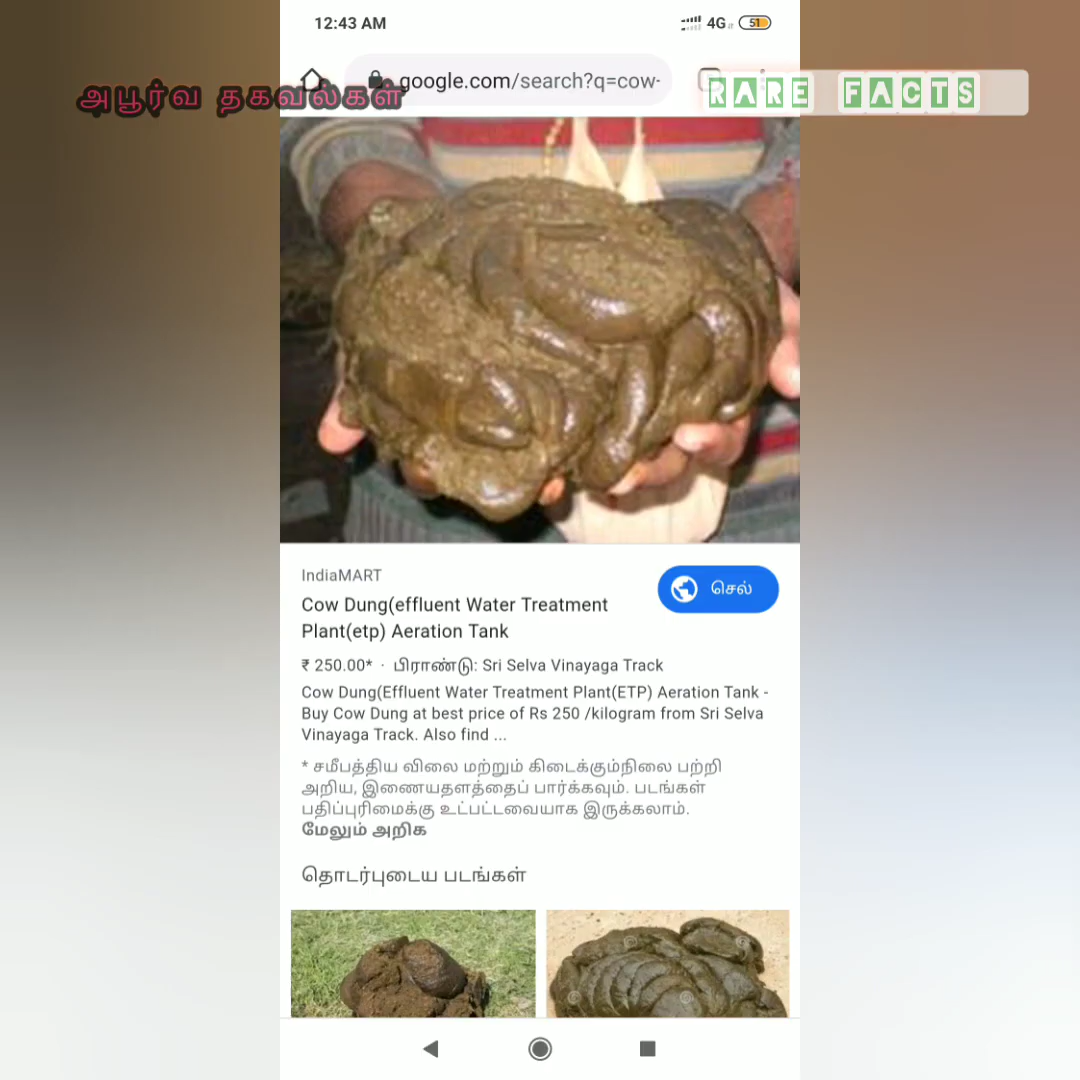 12:43 AM
4G
51
google.com/search?q=cow-
அபூர்வ தகவல்கள்
RARE FACTS
IndiaMART
செல்
Cow Dung(effluent Water Treatment
Plant(etp) Aeration Tank
₹ 250.00* · பிராண்டு: Sri Selva Vinayaga Track
Cow Dung(Effluent Water Treatment Plant(ETP) Aeration Tank -
Buy Cow Dung at best price of Rs 250 /kilogram from Sri Selva
Vinayaga Track. Also find ...
* சமீபத்திய விலை மற்றும் கிடைக்கும்நிலை பற்றி
அறிய, இணையதளத்தைப் பார்க்கவும். படங்கள்
பதிப்புரிமைக்கு உட்பட்டவையாக இருக்கலாம்.
மேலும் அறிக
தொடர்புடைய படங்கள்